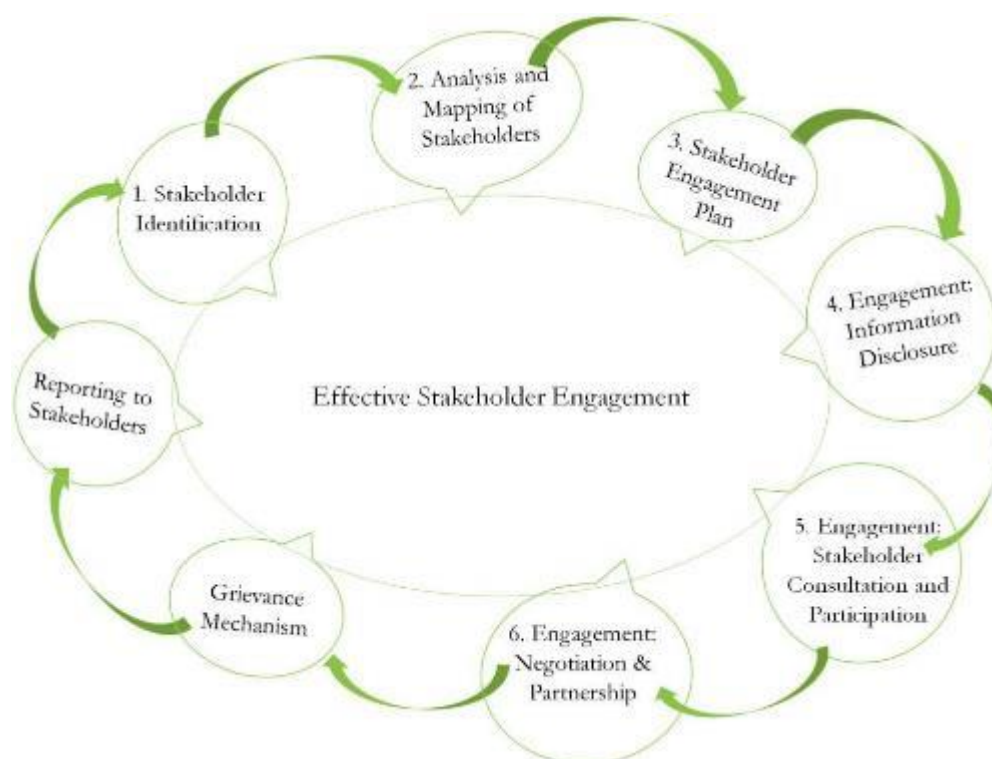 1. Stakeholder
Identification
2. Analysis and
Mapping of
Stakeholders
3. Stakeholder
Engagement
Plan
4. Engagement:
Information
Disclosure
5. Engagement:
Stakeholder
Consultation and
Participation
6. Engagement:
Negotiation &
Partnership
Grievance
Mechanism
Reporting to
Stakeholders
Effective Stakeholder Engagement